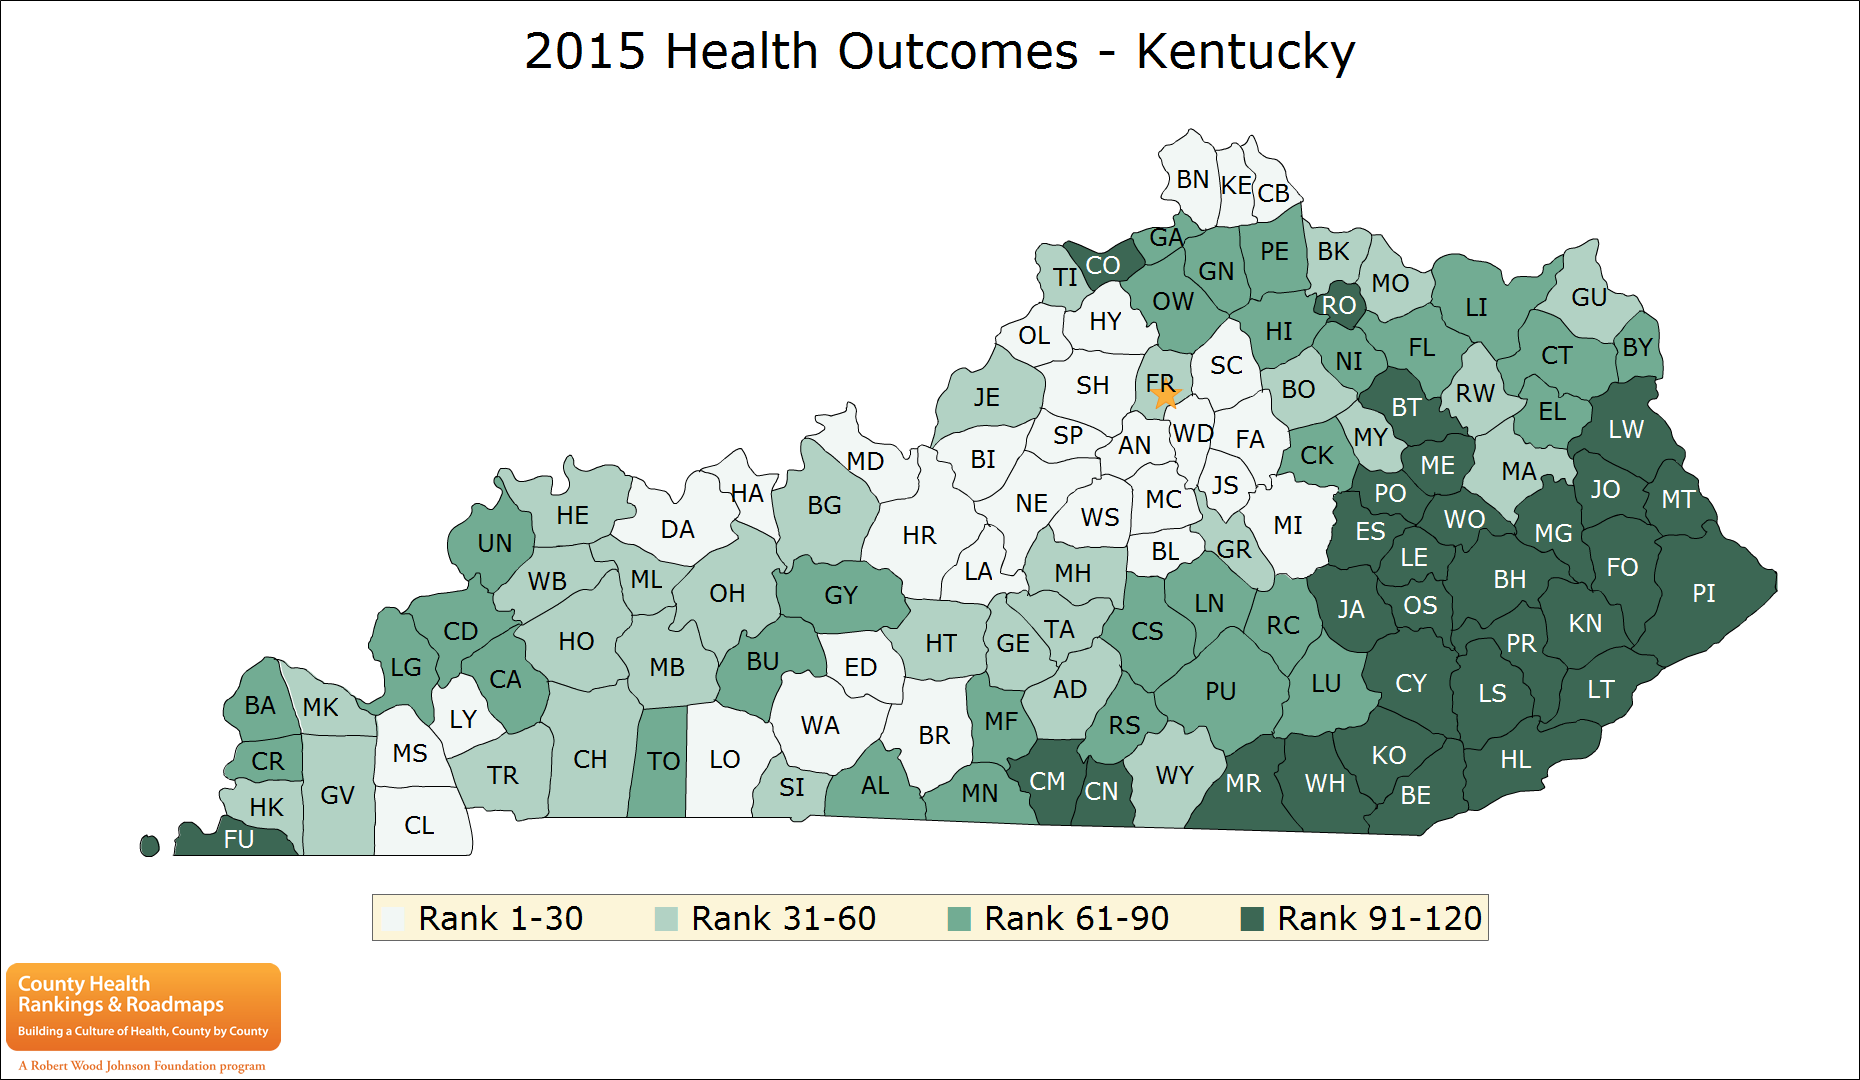 2015 Health Outcomes - Kentucky
BN KE CB
GA
CO GN PE BK
TI MO
OW RO LI GU
HY HI
OL
FL CT BY
SC NI
SH FR BO RW
JE BT EL
SP AN WD FA MY LW
MD BI CK ME MA
HA JS
BG NE MC PO JO MT
HE DA WS MI WO
HR ES MG
UN BL GR LE
LA MH FO
WB ML OH GY BH PI
LN JA OS
CD CS RC KN
HO HT GE TA PR
LG MB BU ED
CA AD PU LU CY LS LT
BA MK LY
WA BR MF RS
MS
CR TR CH TO LO KO HL
SI AL CM CN WY MR WH
HK GV MN BE
CL
FU
Rank 1-30 Rank 31-60 Rank 61-90 Rank 91-120
County Health
Rankings & Roadmaps
Building a Culture of Health, County by County
A Robert Wood Johnson Foundation program